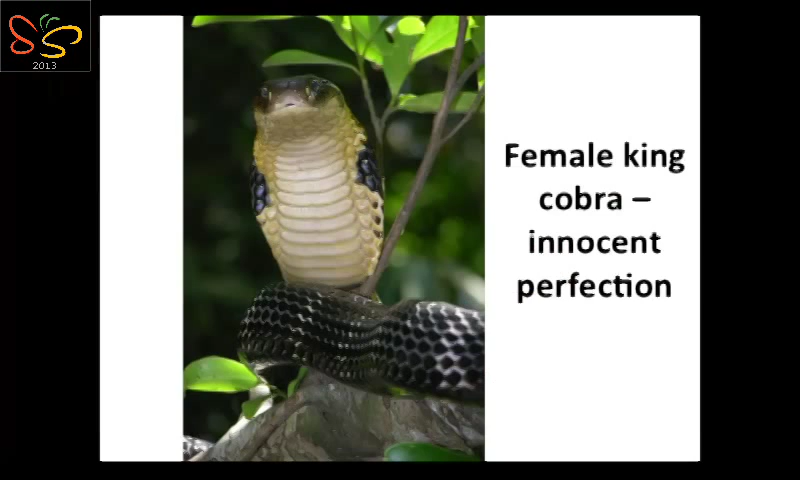 2013
Female king
cobra –
innocent
perfection